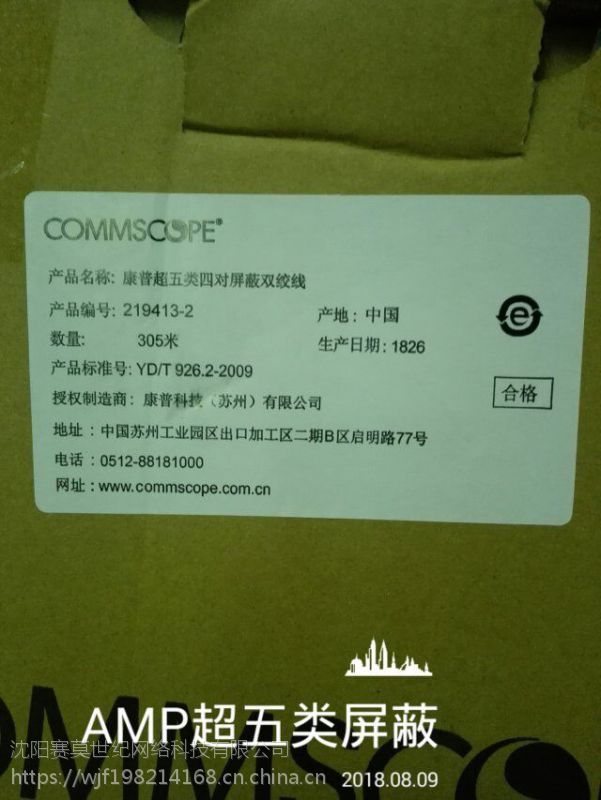 COMMSCOPE®
产品名称: 康普超五类四对屏蔽双绞线
产品编号: 219413-2
产地: 中国
数量: 305米
生产日期: 1826
产品标准号: YD/T 926.2-2009
合格
授权制造商: 康普科技（苏州）有限公司
地址: 中国苏州工业园区出口加工区二期B区启明路77号
电话: 0512-88181000
网址: www.commscope.com.cn
COMMSCO
AMP超五类屏蔽
沈阳赛莫世纪网络科技有限公司
https://wjf198214168.cn.china.cn
2018.08.09